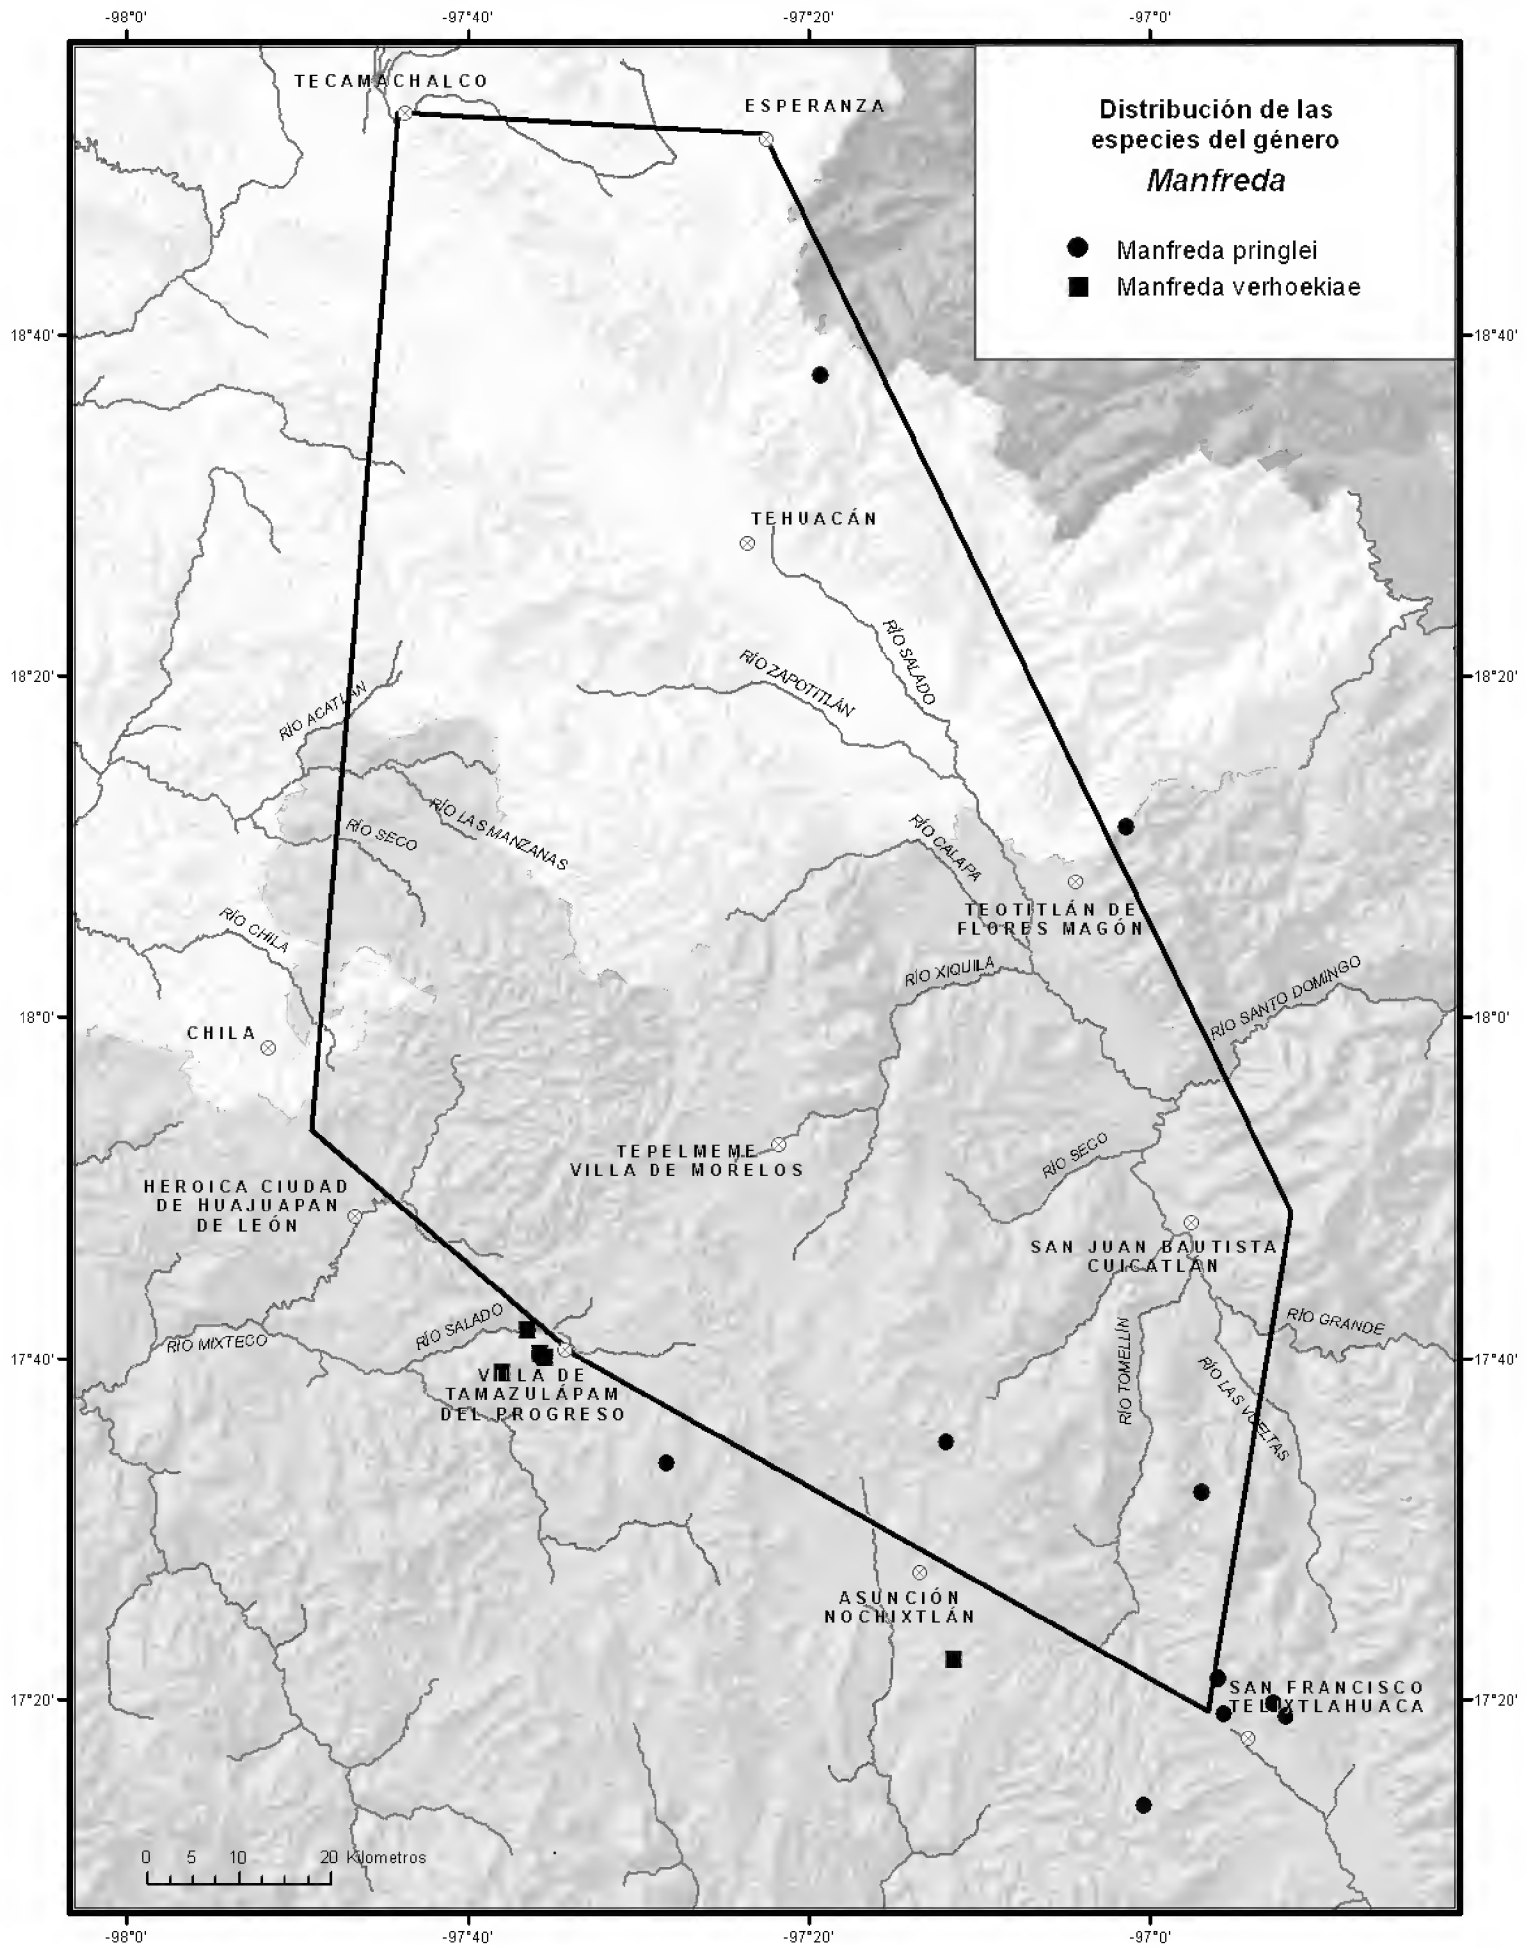 -98°0'
-97°40'
-97°20'
-97°0'
TECAMACHALCO
ESPERANZA
Distribución de las
especies del género
Manfreda
Manfreda pringlei
Manfreda verhoekiae
18°40'
18°40'
TEHUACÁN
RÍO SALADO
RÍO ZAPOTITLÁN
18°20'
18°20'
RÍO ACATLÁN
RÍO LAS MANZANAS
RÍO SECO
RÍO CALAPA
TEOTITLÁN DE
FLORES MAGÓN
RÍO CHILA
RÍO XIQUILA
RÍO SANTO DOMINGO
18°0'
18°0'
CHILA
TEPELMEME
VILLA DE MORELOS
RÍO SECO
HEROICA CIUDAD
DE HUAJUAPAN
DE LEÓN
SAN JUAN BAUTISTA
CUICATLÁN
RÍO SALADO
RÍO MIXTECO
RÍO GRANDE
17°40'
17°40'
VILLA DE
TAMAZULÁPAM
DEL PROGRESO
RÍO TOMELLÍN
RÍO LAS VUELTAS
ASUNCIÓN
NOCHIXTLÁN
17°20'
17°20'
SAN FRANCISCO
TELIXTLAHUACA
0 5 10 20 Kilometros
-98°0'
-97°40'
-97°20'
-97°0'